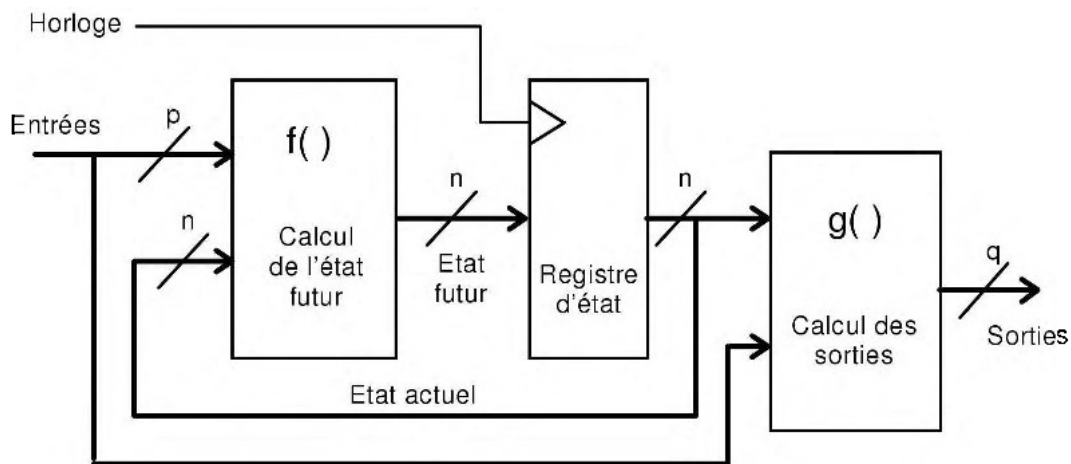 Horloge
Entrées
p
n
f( )
Calcul
de l'état
futur
n
Etat
futur
Registre
d'état
n
g( )
Calcul des
sorties
q
Sorties
Etat actuel